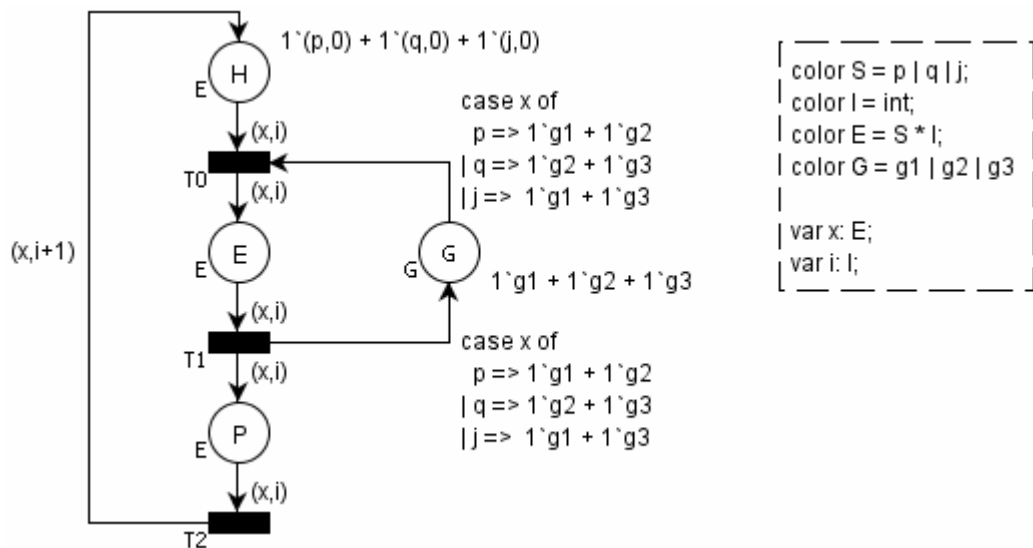 1`(p,0) + 1`(q,0) + 1`(j,0)
H
E
(x,i)
T0
(x,i)
case x of
p => 1`g1 + 1`g2
| q => 1`g2 + 1`g3
| j => 1`g1 + 1`g3
color S = p | q | j;
color I = int;
color E = S * I;
color G = g1 | g2 | g3
var x: E;
var i: I;
(x,i+1)
E
E
G
G
1`g1 + 1`g2 + 1`g3
(x,i)
T1
(x,i)
case x of
p => 1`g1 + 1`g2
| q => 1`g2 + 1`g3
| j => 1`g1 + 1`g3
P
E
(x,i)
T2